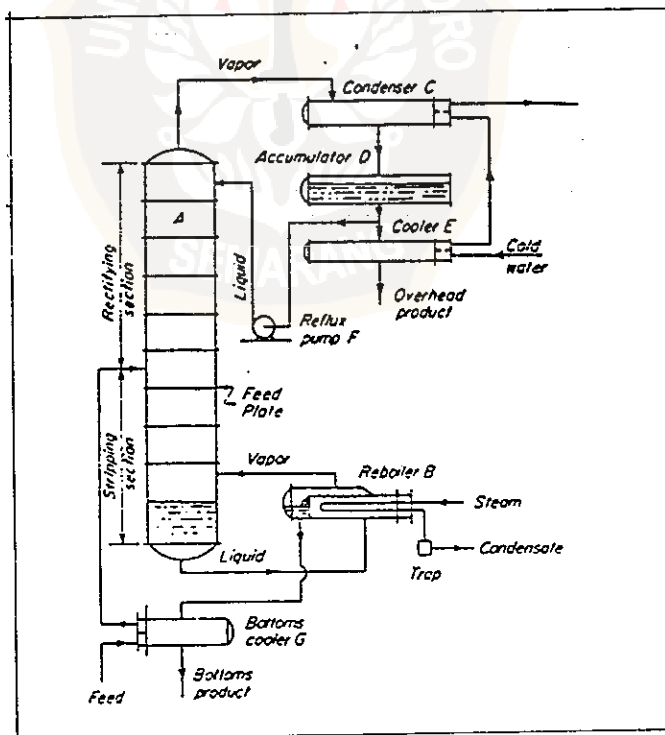 Vapor
Condenser C
Accumulator D
Cooler E
Cold
water
Overhead
product
Liquid
Reflux
pump F
A
Rectifying
section
Stripping
section
Feed
Plate
Vapor
Reboiler B
Steam
Condensate
Trap
Liquid
Bottoms
cooler G
Feed
Bottoms
product
SEMARANG